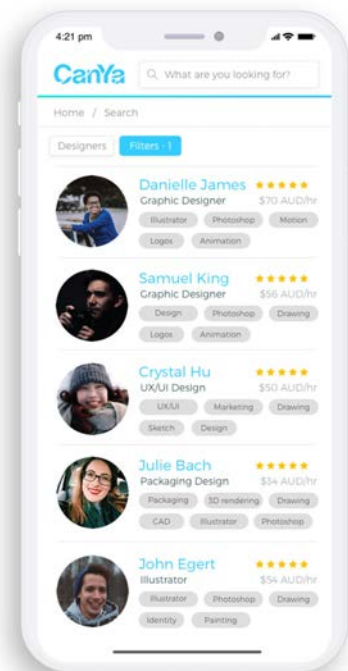 4:21 pm
CanYa
What are you looking for?
Home / Search
Designers Filters - 1
Danielle James
Graphic Designer $70 AUD/hr
Illustrator Photoshop Motion
Logos Animation
Samuel King
Graphic Designer $56 AUD/hr
Design Photoshop Drawing
Logos Animation
Crystal Hu
UX/UI Design $50 AUD/hr
UX/UI Marketing Drawing
Sketch Design
Julie Bach
Packaging Design $34 AUD/hr
Packaging 3D rendering Drawing
CAD Illustrator Photoshop
John Egert
Illustrator $54 AUD/hr
Illustrator Photoshop Drawing
Identity Painting